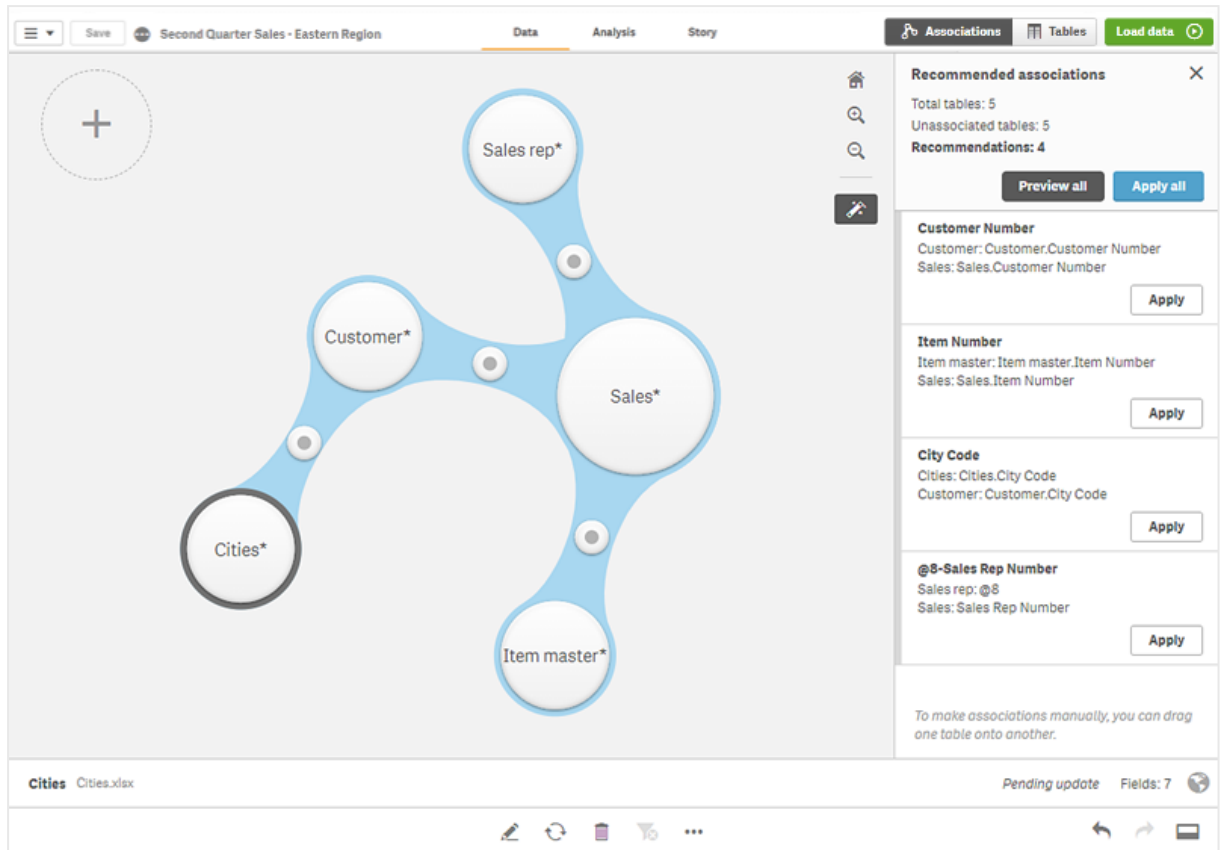 Save
Second Quarter Sales - Eastern Region
Data
Analysis
Story
Associations
Tables
Load data
Sales rep*
Customer*
Sales*
Cities*
Item master*
Recommended associations
Total tables: 5
Unassociated tables: 5
Recommendations: 4
Preview all
Apply all
Customer Number
Customer: Customer.Customer Number
Sales: Sales.Customer Number
Apply
Item Number
Item master: Item master.Item Number
Sales: Sales.Item Number
Apply
City Code
Cities: Cities.City Code
Customer: Customer.City Code
Apply
@8-Sales Rep Number
Sales rep: @8
Sales: Sales Rep Number
Apply
To make associations manually, you can drag
one table onto another.
Cities Cities.xlsx
Pending update Fields: 7